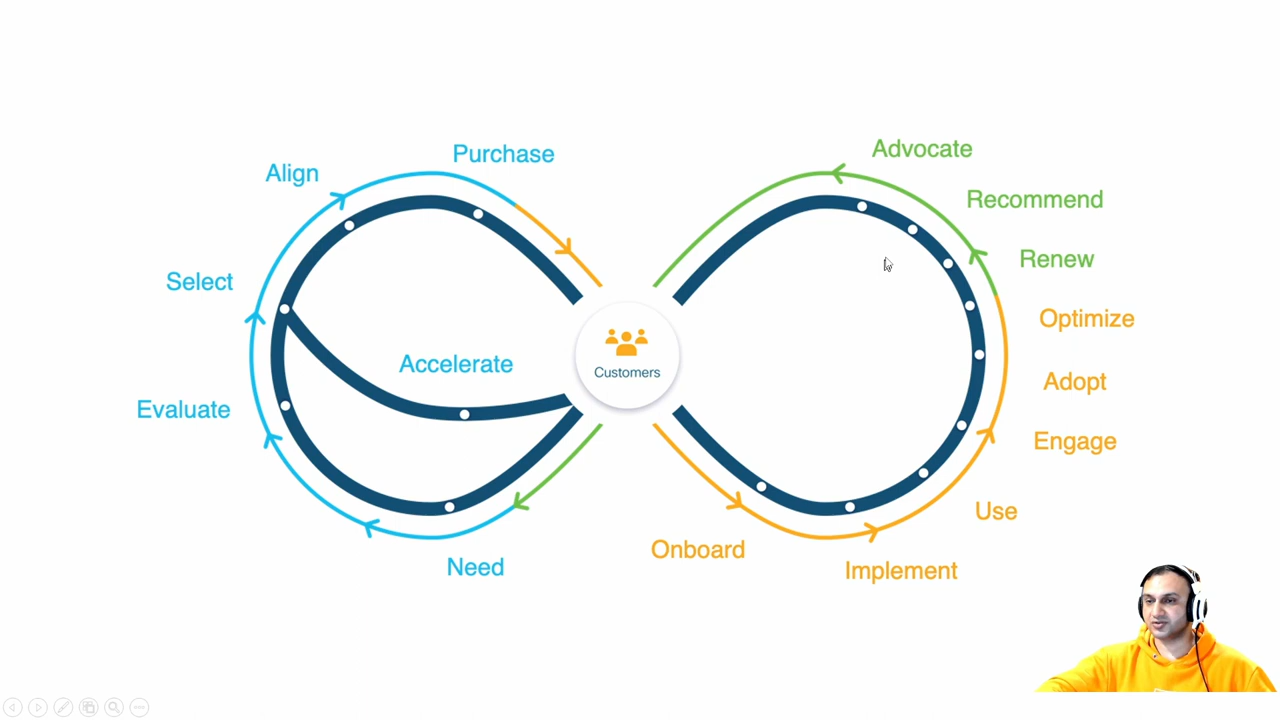 Advocate
Purchase
Align
Recommend
Renew
Select
Optimize
Accelerate
Customers
Adopt
Evaluate
Engage
Use
Onboard
Need
Implement